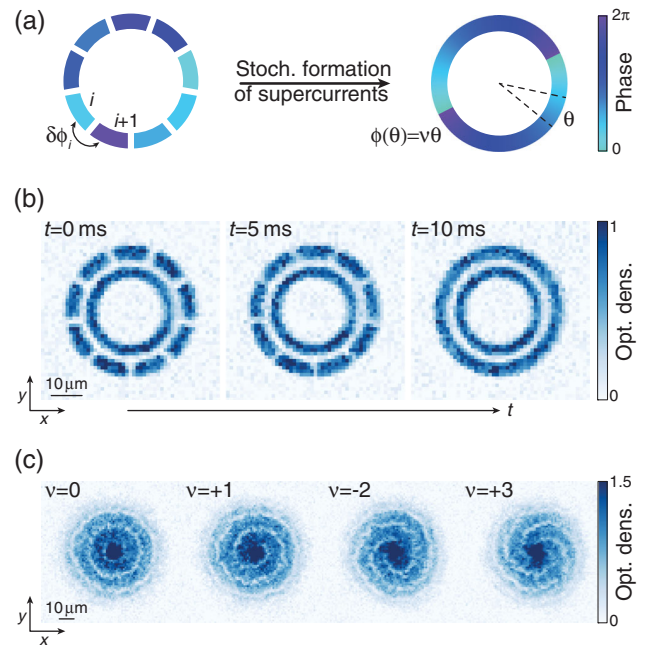 (a)
Stoch. formation
of supercurrents
i
i+1
δϕᵢ
ϕ(θ)=νθ
θ
2π
0
Phase
(b)
t=0 ms
t=5 ms
t=10 ms
1
0
Opt. dens.
y
x
10μm
t
(c)
ν=0
ν=+1
ν=-2
ν=+3
1.5
0
Opt. dens.
y
x
10μm